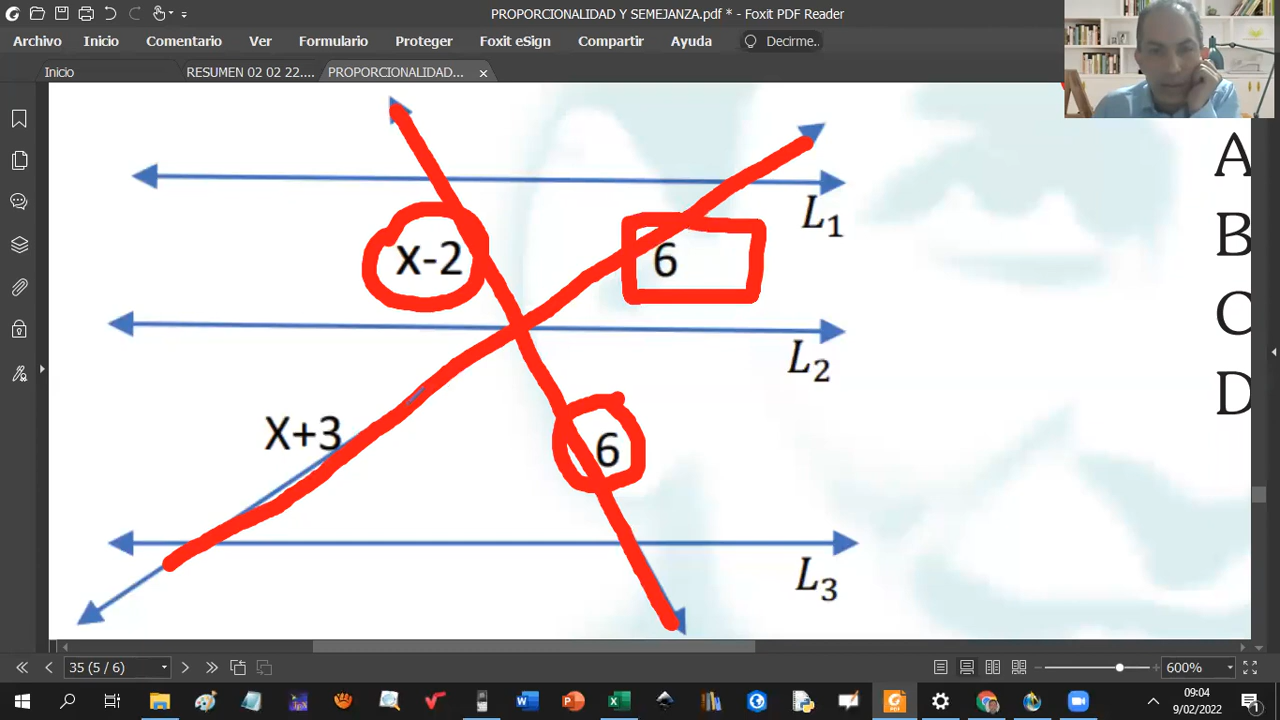 PROPORCIONALIDAD Y SEMEJANZA.pdf * - Foxit PDF Reader
Archivo Inicio Comentario Ver Formulario Proteger Foxit eSign Compartir Ayuda Decirme..
Inicio RESUMEN 02 02 22.... PROPORCIONALIDAD...
L1
A
x-2 6
B
L2
C
D
X+3 6
L3
35 (5 / 6) 600%
09:04
9/02/2022